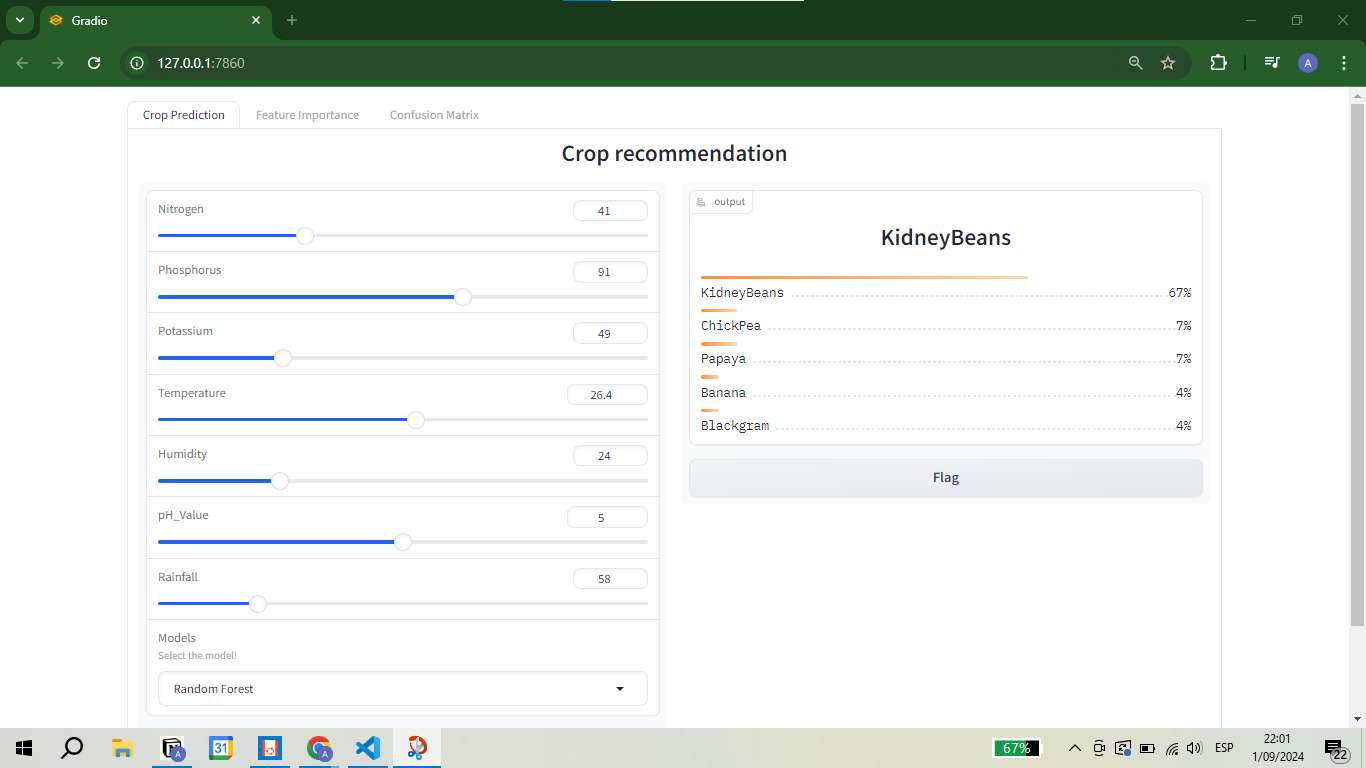 Gradio
127.0.0.1:7860
A
Crop Prediction
Feature Importance
Confusion Matrix
Crop recommendation
Nitrogen
41
Phosphorus
91
Potassium
49
Temperature
26.4
Humidity
24
pH_Value
5
Rainfall
58
Models
Select the model!
Random Forest
output
KidneyBeans
KidneyBeans 67%
ChickPea 7%
Papaya 7%
Banana 4%
Blackgram 4%
Flag
A
31
A
67%
ESP
22:01
1/09/2024
22